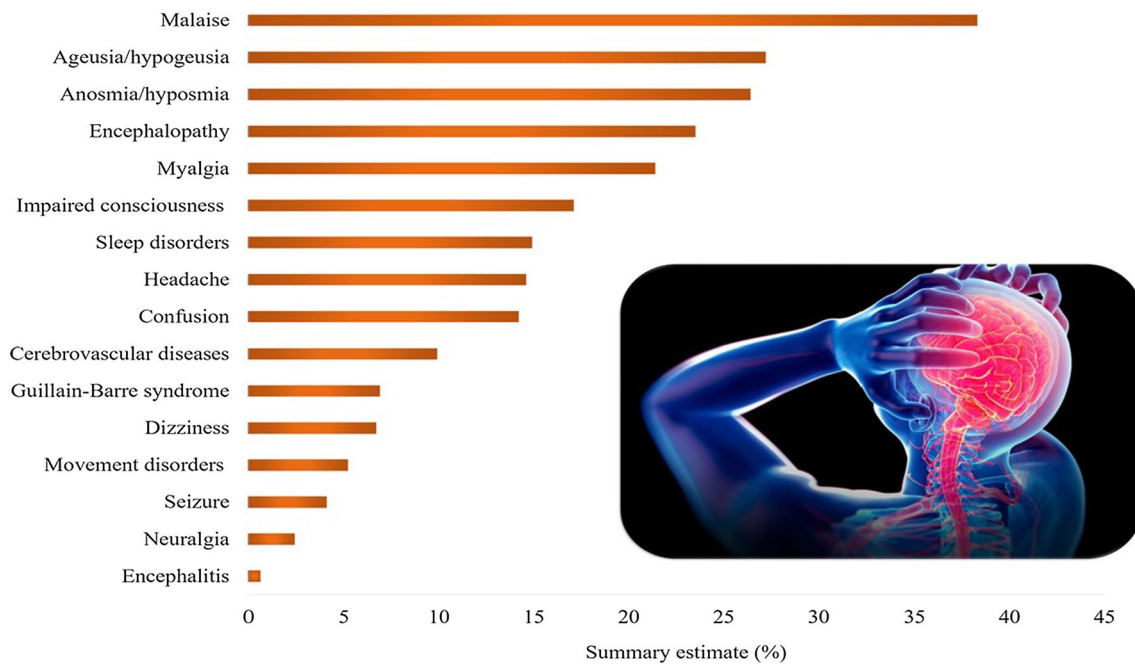 Malaise
Ageusia/hypogeusia
Anosmia/hyposmia
Encephalopathy
Myalgia
Impaired consciousness
Sleep disorders
Headache
Confusion
Cerebrovascular diseases
Guillain-Barre syndrome
Dizziness
Movement disorders
Seizure
Neuralgia
Encephalitis
0 5 10 15 20 25 30 35 40 45
Summary estimate (%)